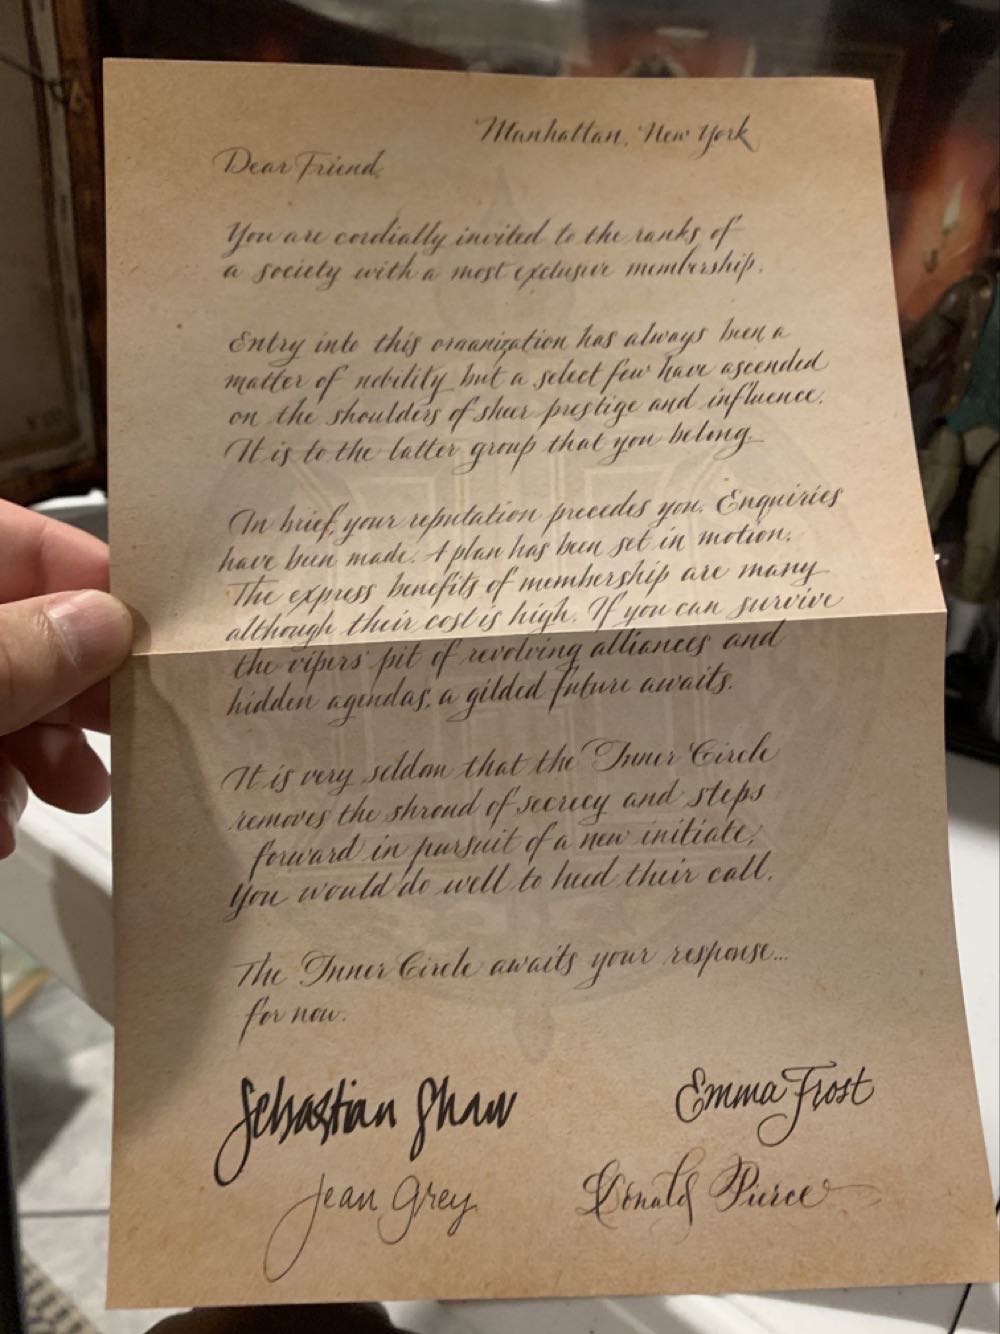 Manhattan, New York
Dear Friend,
You are cordially invited to the ranks of
a society with a most exclusive membership.
Entry into this organization has always been a
matter of nobility but a select few have ascended
on the shoulders of sheer prestige and influence.
It is to the latter group that you belong.
In brief, your reputation precedes you. Enquiries
have been made. A plan has been set in motion.
The express benefits of membership are many
although their cost is high. If you can survive
the vipers' pit of revolving alliances and
hidden agendas, a gilded future awaits.
It is very seldom that the Inner Circle
removes the shroud of secrecy and steps
forward in pursuit of a new initiate.
You would do well to heed their call.
The Inner Circle awaits your response...
for now.
Sebastian Shaw
Emma Frost
Jean Grey
Donald Pierce